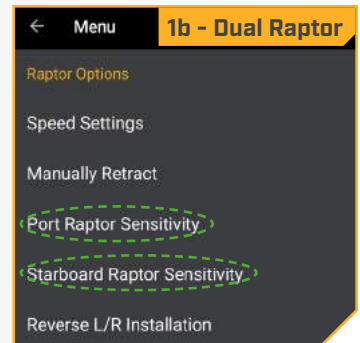 ← Menu
1b - Dual Raptor
Raptor Options
Speed Settings
Manually Retract
Port Raptor Sensitivity
Starboard Raptor Sensitivity
Reverse L/R Installation